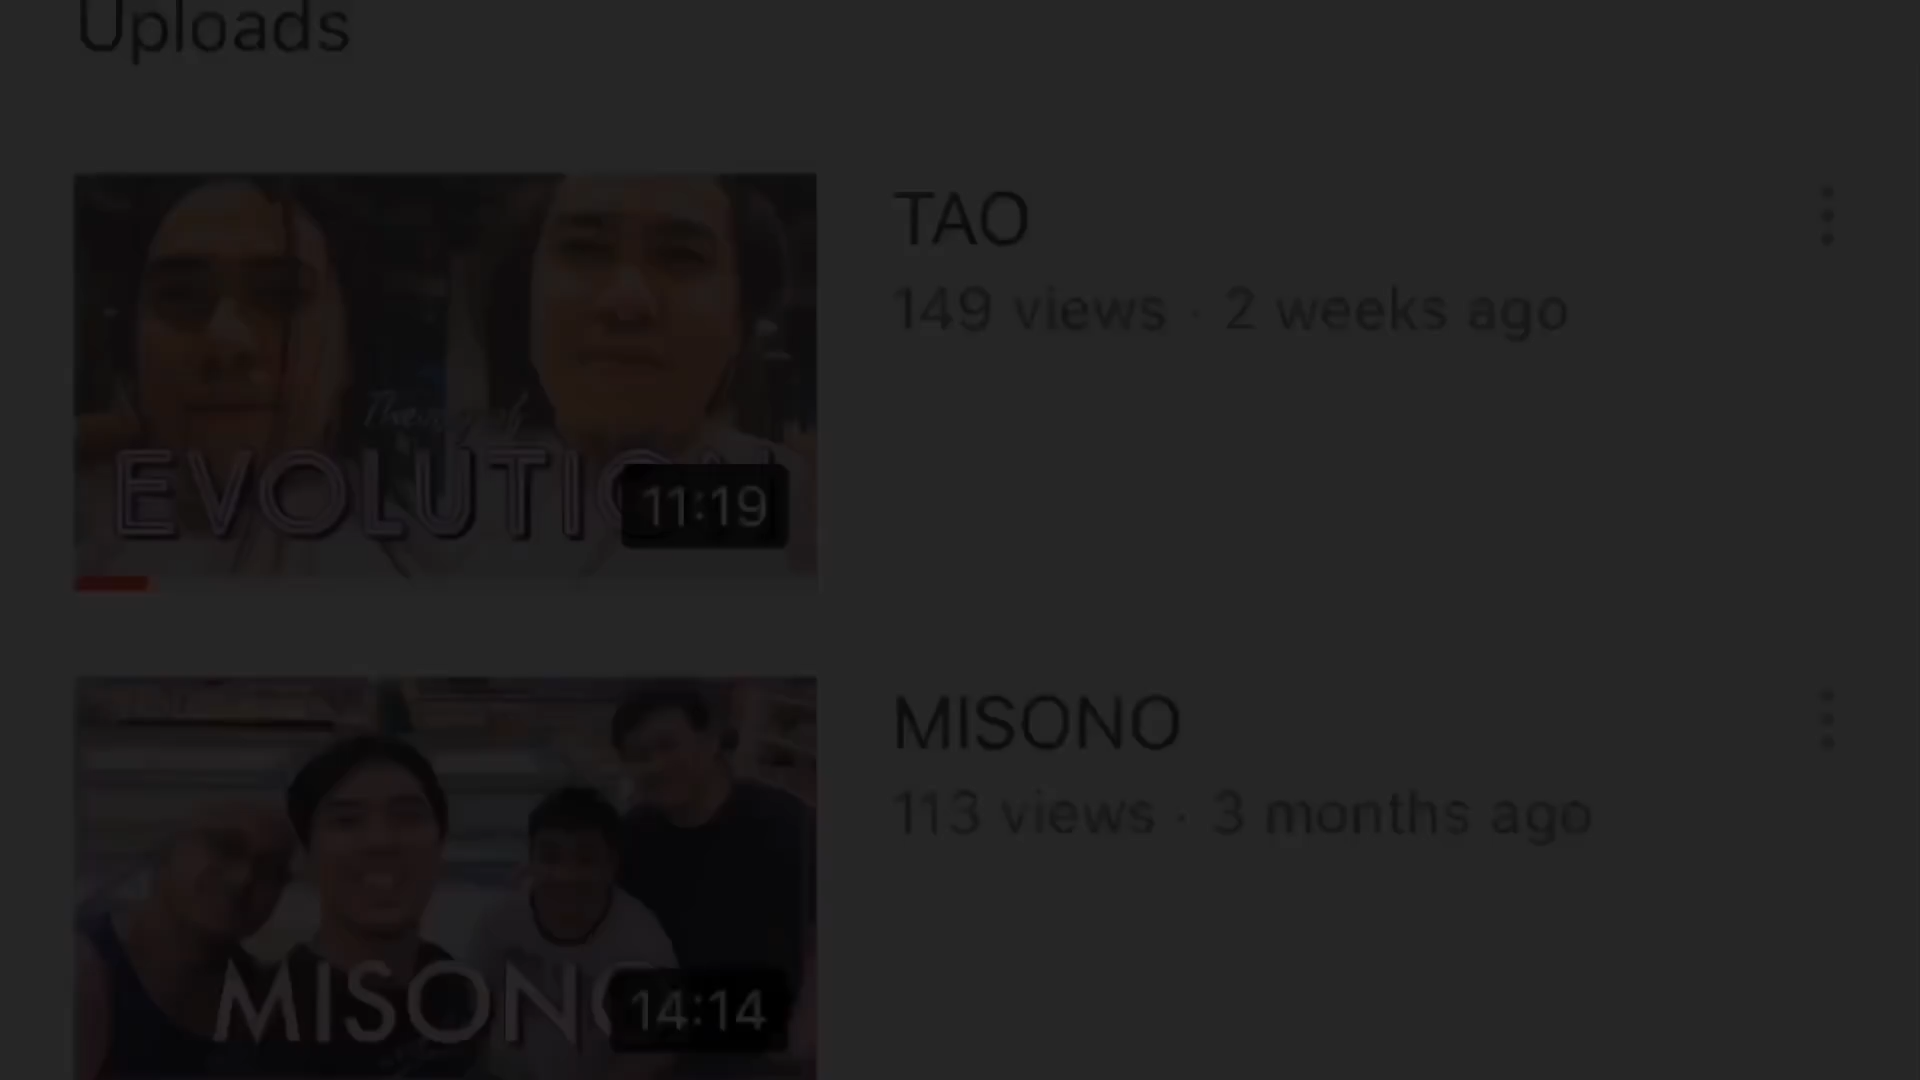 Uploads
TAO
149 views · 2 weeks ago
EVOLUTIO
11:19
MISONO
113 views · 3 months ago
MISONO
14:14